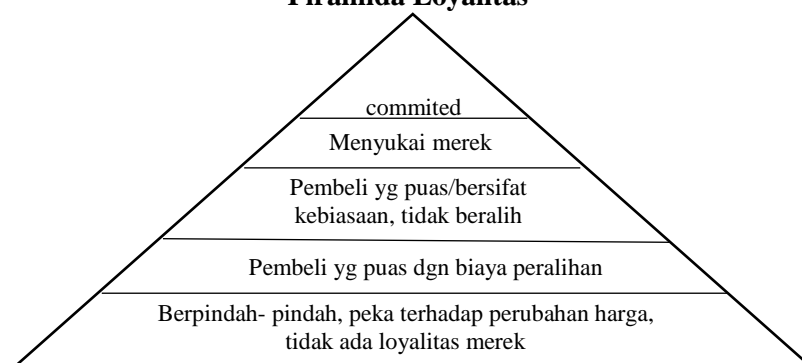 Piramida Loyalitas
commited
Menyukai merek
Pembeli yg puas/bersifat
kebiasaan, tidak beralih
Pembeli yg puas dgn biaya peralihan
Berpindah- pindah, peka terhadap perubahan harga,
tidak ada loyalitas merek